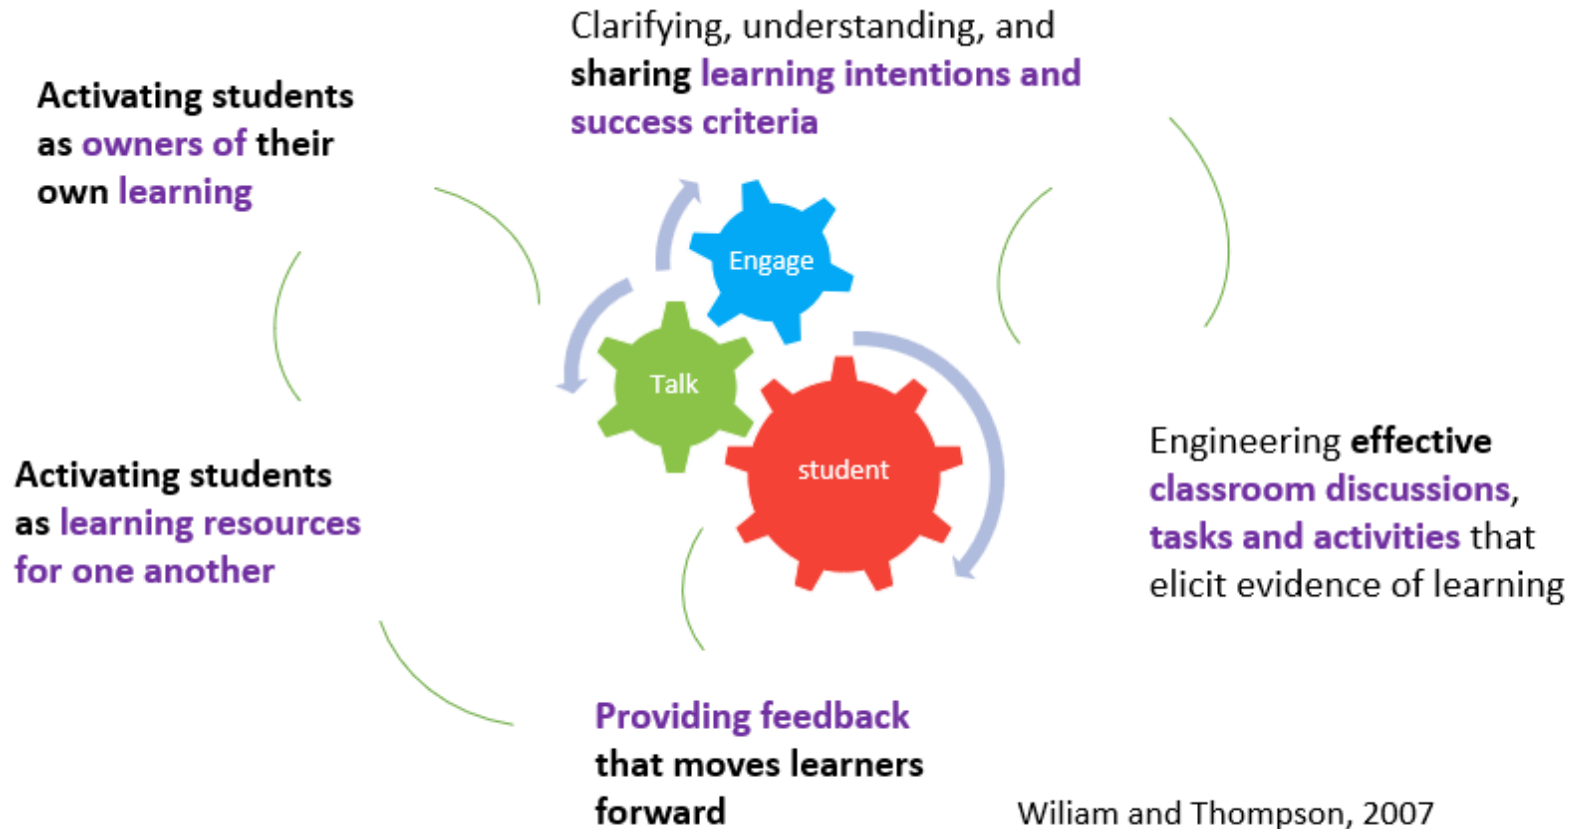 Clarifying, understanding, and
sharing learning intentions and
success criteria
Activating students
as owners of their
own learning
Engage
Talk
student
Activating students
as learning resources
for one another
Engineering effective
classroom discussions,
tasks and activities that
elicit evidence of learning
Providing feedback
that moves learners
forward
Wiliam and Thompson, 2007